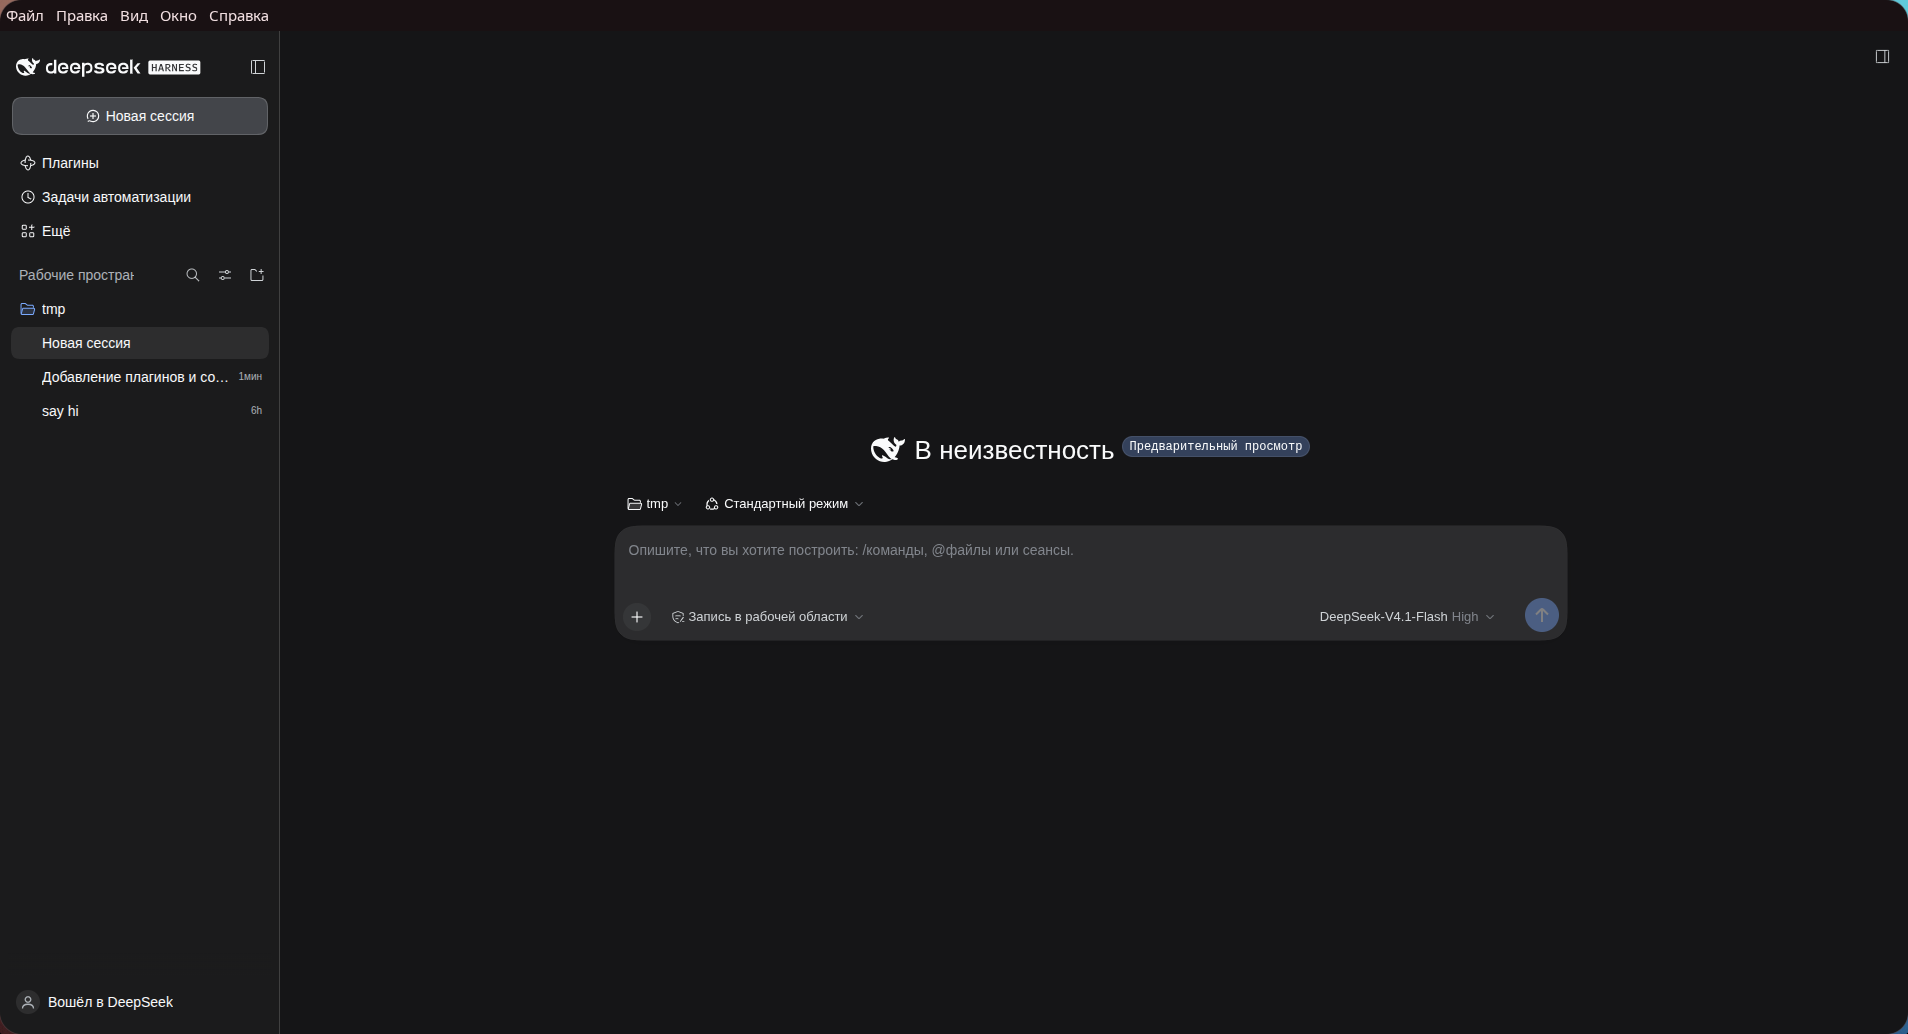 Файл Правка Вид Окно Справка
deepseek HARNESS
Новая сессия
Плагины
Задачи автоматизации
Ещё
Рабочие простран
tmp
Новая сессия
Добавление плагинов и со... 1мин
say hi 6h
Вошёл в DeepSeek
В неизвестность Предварительный просмотр
tmp Стандартный режим
Опишите, что вы хотите построить: /команды, @файлы или сеансы.
Запись в рабочей области DeepSeek-V4.1-Flash High